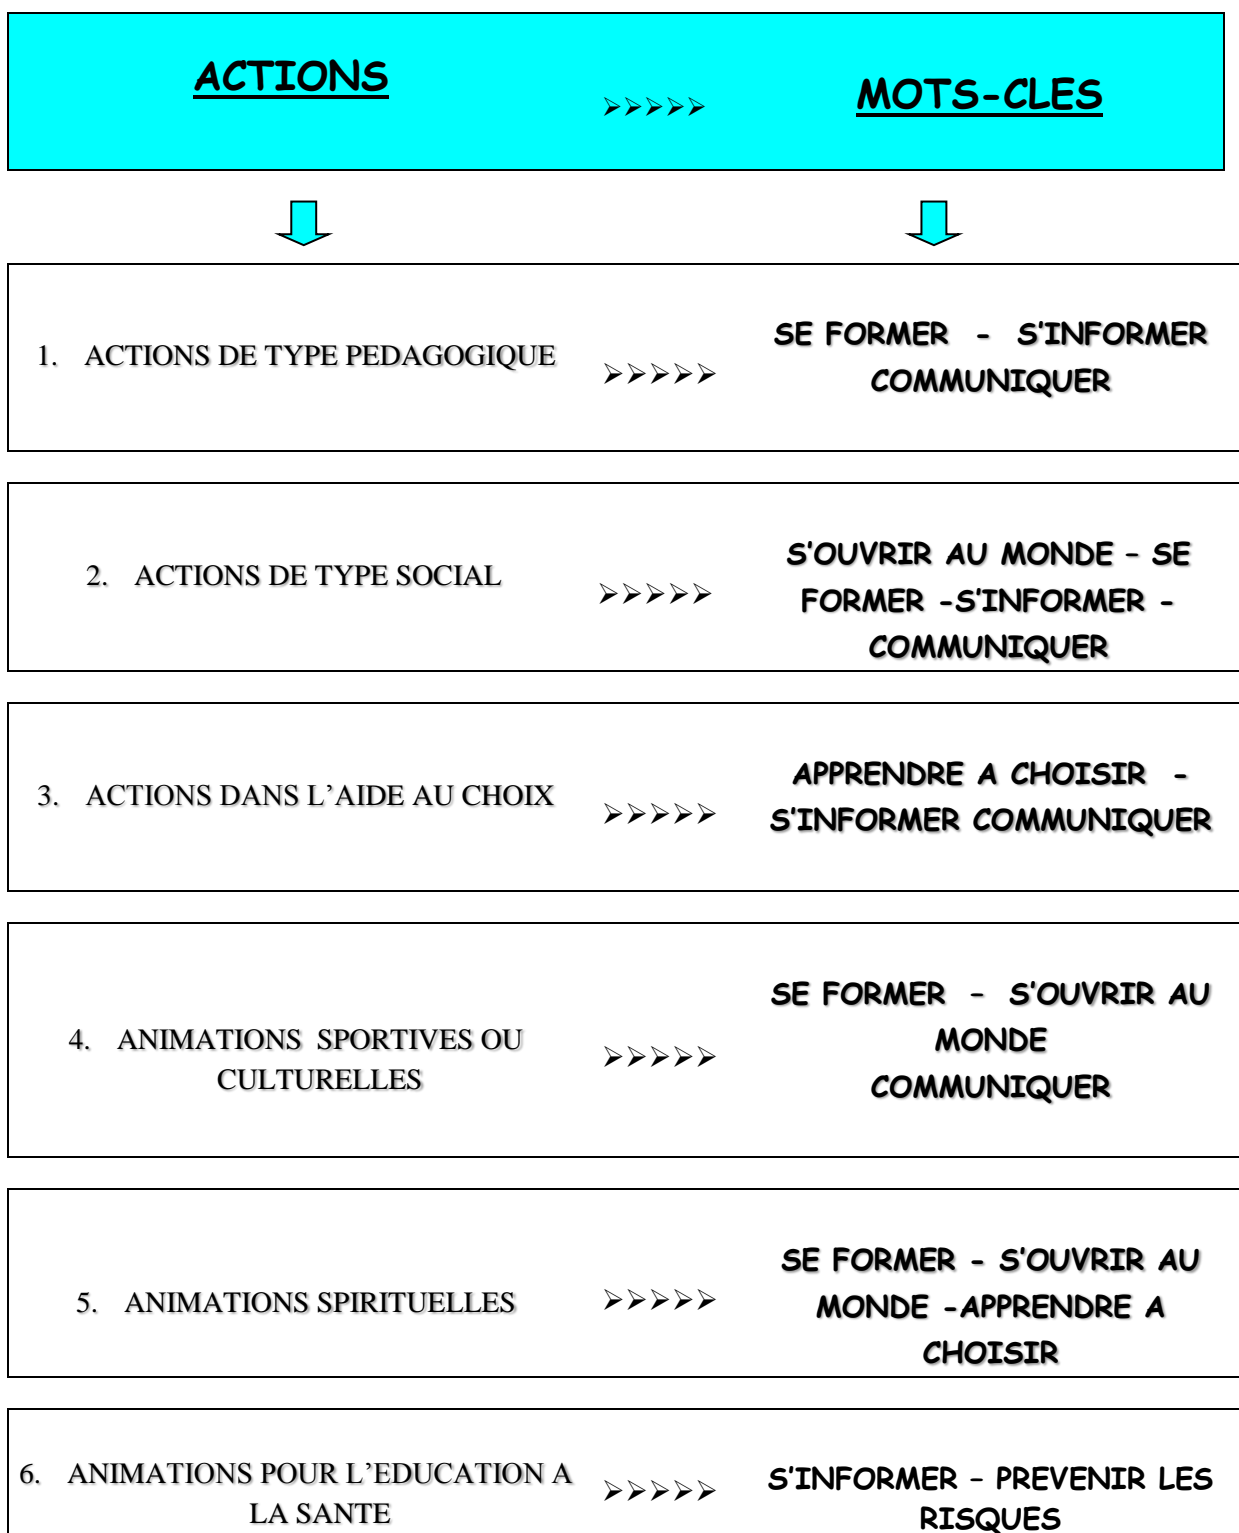 ACTIONS
➢➢➢➢➢ MOTS-CLES
1. ACTIONS DE TYPE PEDAGOGIQUE
➢➢➢➢➢
SE FORMER - S’INFORMER
COMMUNIQUER
2. ACTIONS DE TYPE SOCIAL
➢➢➢➢➢
S’OUVRIR AU MONDE – SE
FORMER -S’INFORMER -
COMMUNIQUER
3. ACTIONS DANS L’AIDE AU CHOIX
➢➢➢➢➢
APPRENDRE A CHOISIR -
S’INFORMER COMMUNIQUER
4. ANIMATIONS SPORTIVES OU
CULTURELLES
➢➢➢➢➢
SE FORMER – S’OUVRIR AU
MONDE
COMMUNIQUER
5. ANIMATIONS SPIRITUELLES
➢➢➢➢➢
SE FORMER - S’OUVRIR AU
MONDE -APPRENDRE A
CHOISIR
6. ANIMATIONS POUR L’EDUCATION A
LA SANTE
➢➢➢➢➢
S’INFORMER – PREVENIR LES
RISQUES